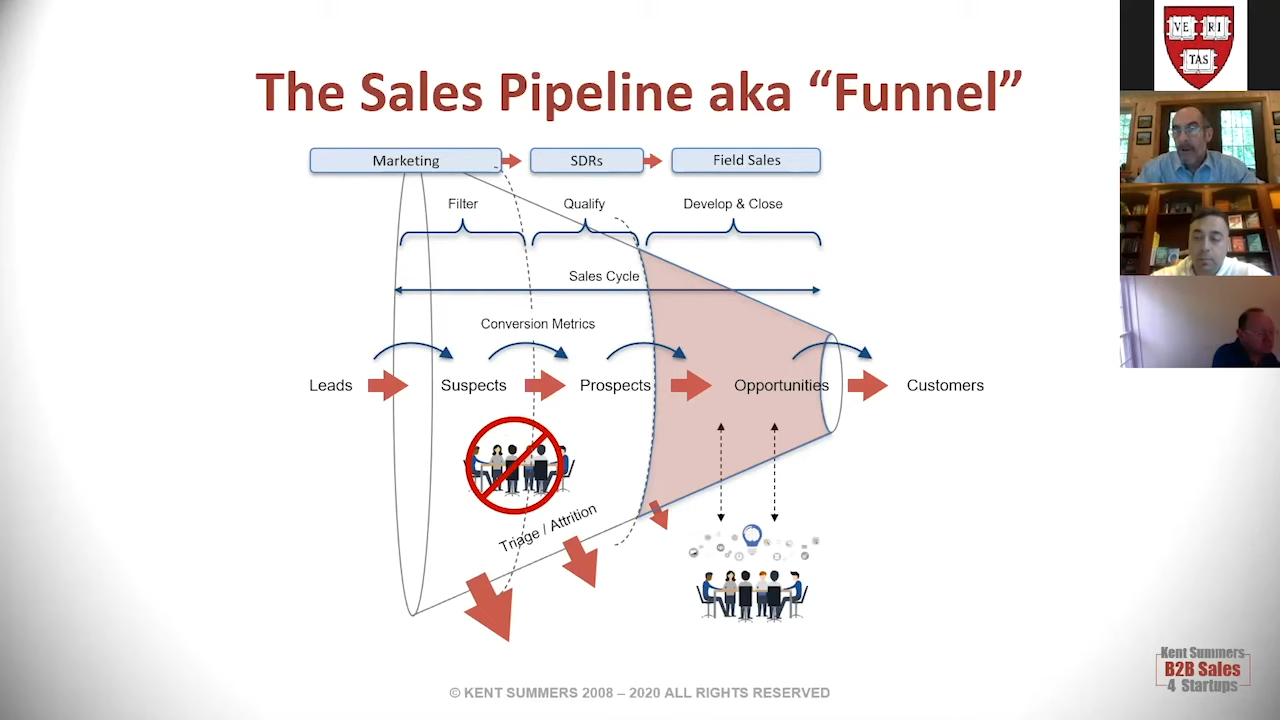 The Sales Pipeline aka “Funnel”
Marketing
SDRs
Field Sales
Filter
Qualify
Develop & Close
Sales Cycle
Conversion Metrics
Leads
Suspects
Prospects
Opportunities
Customers
Triage / Attrition
© KENT SUMMERS 2008 – 2020 ALL RIGHTS RESERVED
VE RI
TAS
Kent Summers
B2B Sales
4 Startups